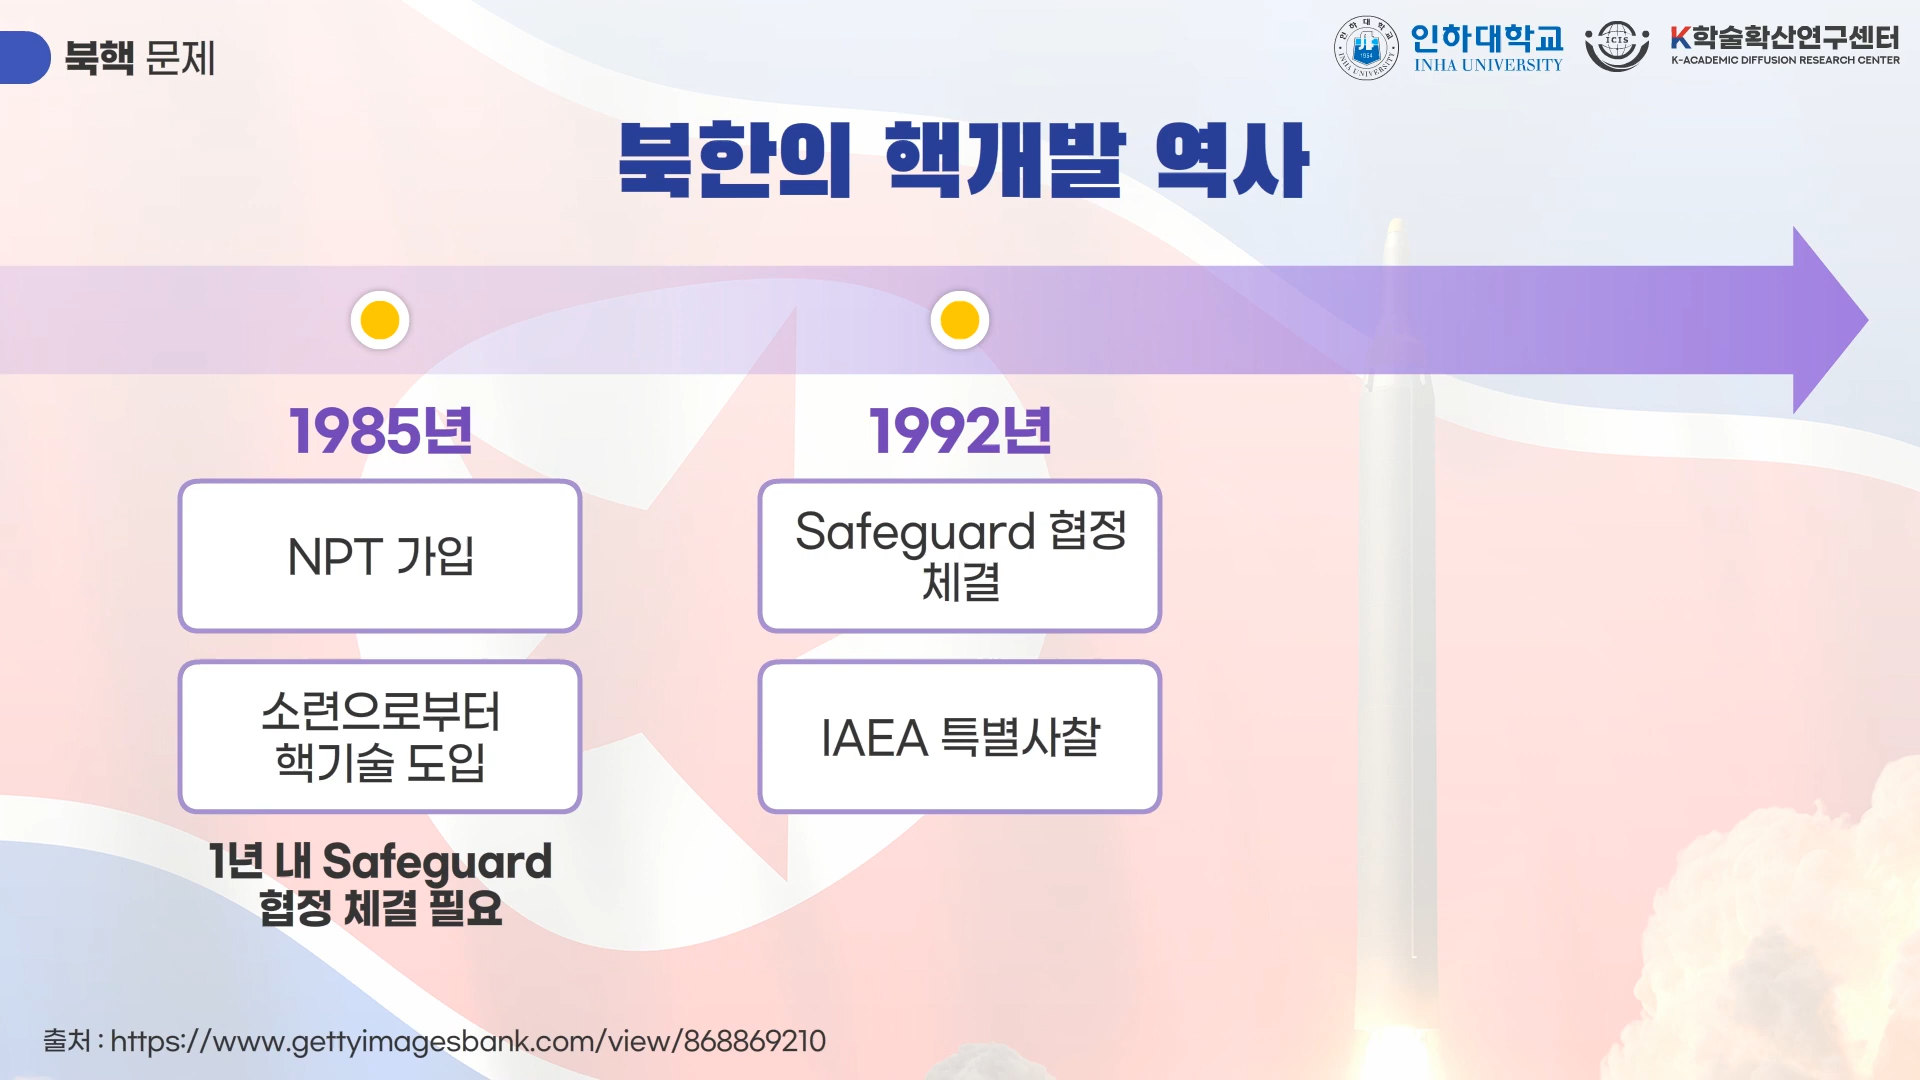 북핵 문제
인하대학교
INHA UNIVERSITY
ICIS
K학술확산연구센터
K-ACADEMIC DIFFUSION RESEARCH CENTER
북한의 핵개발 역사
1985년
NPT 가입
소련으로부터
핵기술 도입
1년 내 Safeguard
협정 체결 필요
1992년
Safeguard 협정
체결
IAEA 특별사찰
출처 : https://www.gettyimagesbank.com/view/868869210